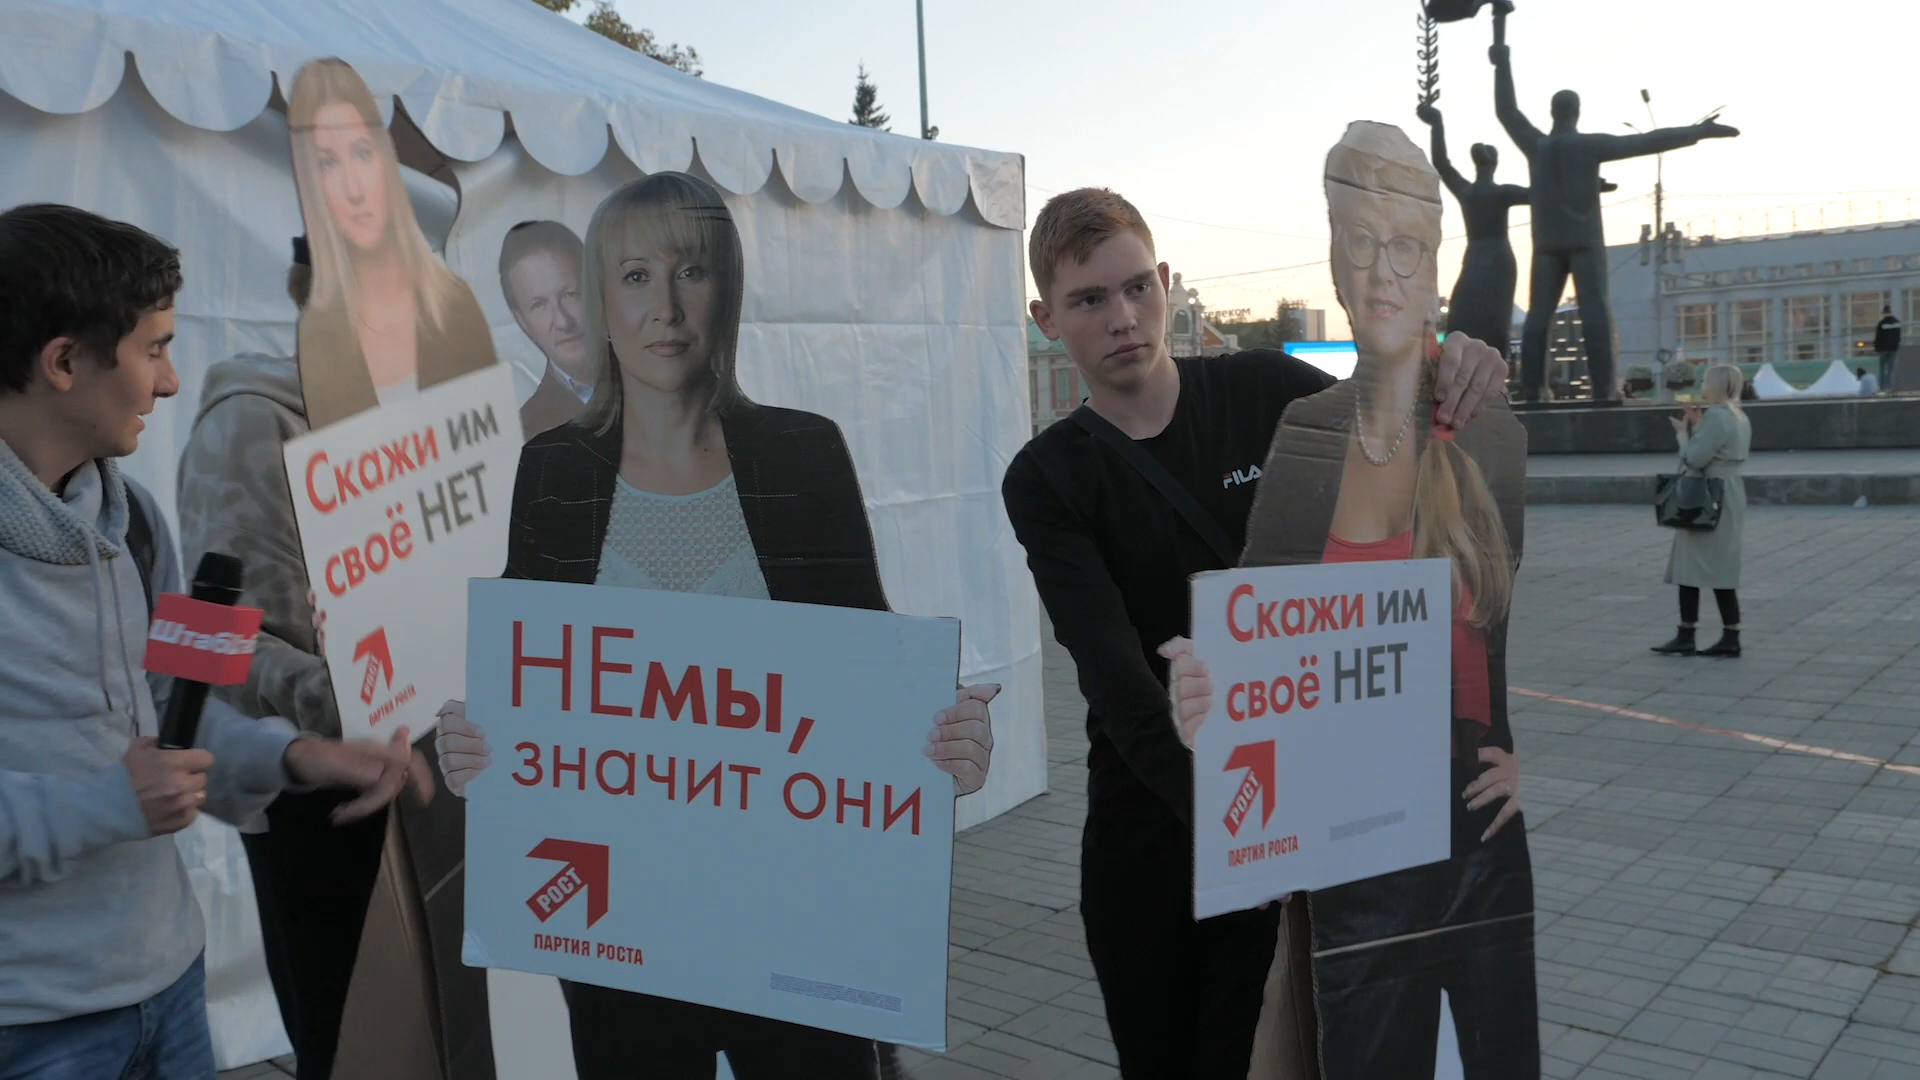 Скажи им
своё НЕТ
РОСТ
ПАРТИЯ РОСТА
Штабы
НЕмы,
значит они
РОСТ
ПАРТИЯ РОСТА
FILA
Скажи им
своё НЕТ
РОСТ
ПАРТИЯ РОСТА